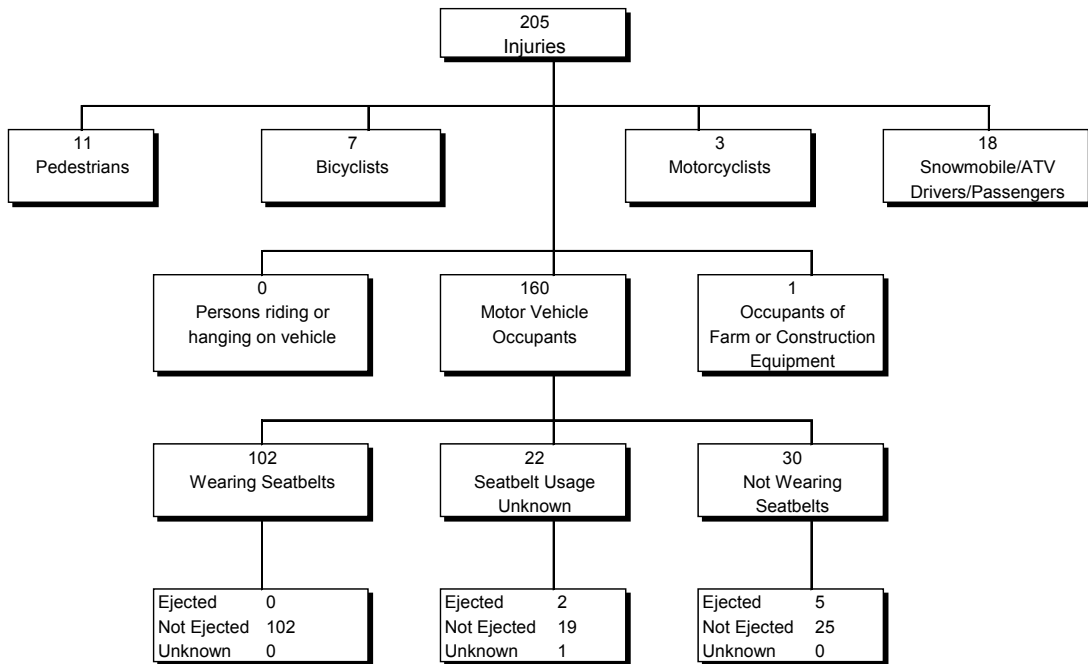 205
Injuries
11
Pedestrians
7
Bicyclists
3
Motorcyclists
18
Snowmobile/ATV
Drivers/Passengers
0
Persons riding or
hanging on vehicle
160
Motor Vehicle
Occupants
1
Occupants of
Farm or Construction
Equipment
102
Wearing Seatbelts
22
Seatbelt Usage
Unknown
30
Not Wearing
Seatbelts
Ejected 0
Not Ejected 102
Unknown 0
Ejected 2
Not Ejected 19
Unknown 1
Ejected 5
Not Ejected 25
Unknown 0